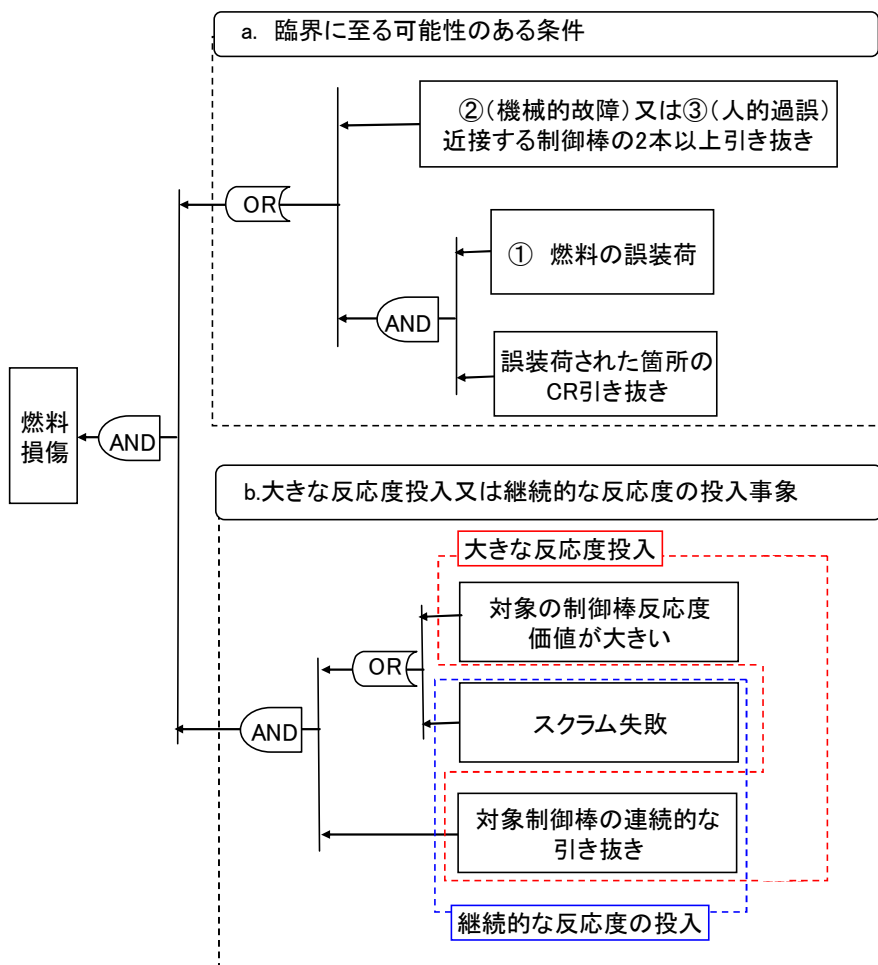 a. 臨界に至る可能性のある条件
②(機械的故障)又は③(人的過誤)
近接する制御棒の2本以上引き抜き
OR
① 燃料の誤装荷
AND
誤装荷された箇所の
CR引き抜き
燃料
損傷
AND
b.大きな反応度投入又は継続的な反応度の投入事象
大きな反応度投入
対象の制御棒反応度
価値が大きい
OR
スクラム失敗
AND
対象制御棒の連続的な
引き抜き
継続的な反応度の投入